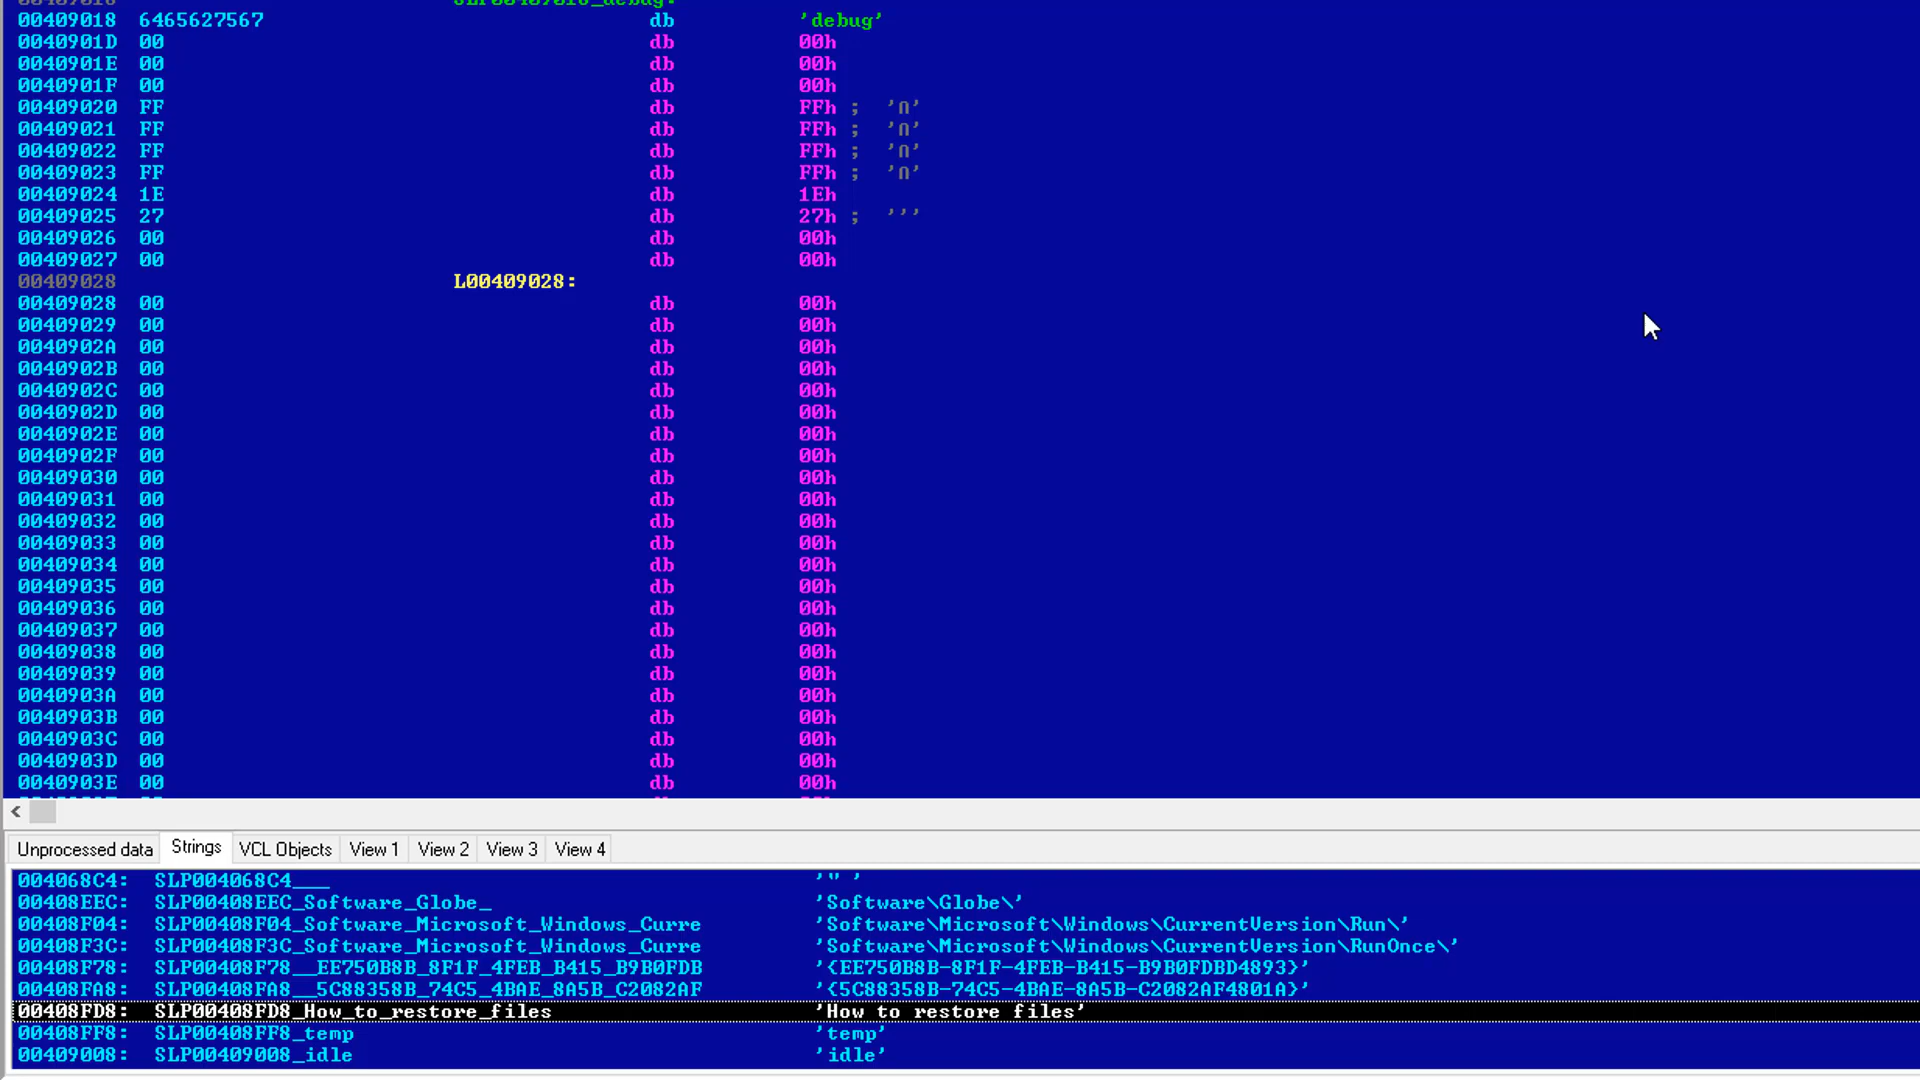 00409018 6465627567 db 'debug'
0040901D 00 db 00h
0040901E 00 db 00h
0040901F 00 db 00h
00409020 FF db FFh ; 'ก'
00409021 FF db FFh ; 'ก'
00409022 FF db FFh ; 'ก'
00409023 FF db FFh ; 'ก'
00409024 1E db 1Eh
00409025 27 db 27h ; '''
00409026 00 db 00h
00409027 00 db 00h
00409028 L00409028:
00409028 00 db 00h
00409029 00 db 00h
0040902A 00 db 00h
0040902B 00 db 00h
0040902C 00 db 00h
0040902D 00 db 00h
0040902E 00 db 00h
0040902F 00 db 00h
00409030 00 db 00h
00409031 00 db 00h
00409032 00 db 00h
00409033 00 db 00h
00409034 00 db 00h
00409035 00 db 00h
00409036 00 db 00h
00409037 00 db 00h
00409038 00 db 00h
00409039 00 db 00h
0040903A 00 db 00h
0040903B 00 db 00h
0040903C 00 db 00h
0040903D 00 db 00h
0040903E 00 db 00h
Unprocessed data Strings VCL Objects View 1 View 2 View 3 View 4
004068C4: SLP004068C4___ '" '
00408EEC: SLP00408EEC_Software_Globe_ 'Software\Globe\'
00408F04: SLP00408F04_Software_Microsoft_Windows_Curre 'Software\Microsoft\Windows\CurrentVersion\Run\'
00408F3C: SLP00408F3C_Software_Microsoft_Windows_Curre 'Software\Microsoft\Windows\CurrentVersion\RunOnce\'
00408F78: SLP00408F78__EE750B8B_8F1F_4FEB_B415_B9B0FDB '{EE750B8B-8F1F-4FEB-B415-B9B0FDBD4893}'
00408FA8: SLP00408FA8__5C88358B_74C5_4BAE_8A5B_C2082AF '{5C88358B-74C5-4BAE-8A5B-C2082AF4801A}'
00408FD8: SLP00408FD8_How_to_restore_files 'How to restore files'
00408FF8: SLP00408FF8_temp 'temp'
00409008: SLP00409008_idle 'idle'